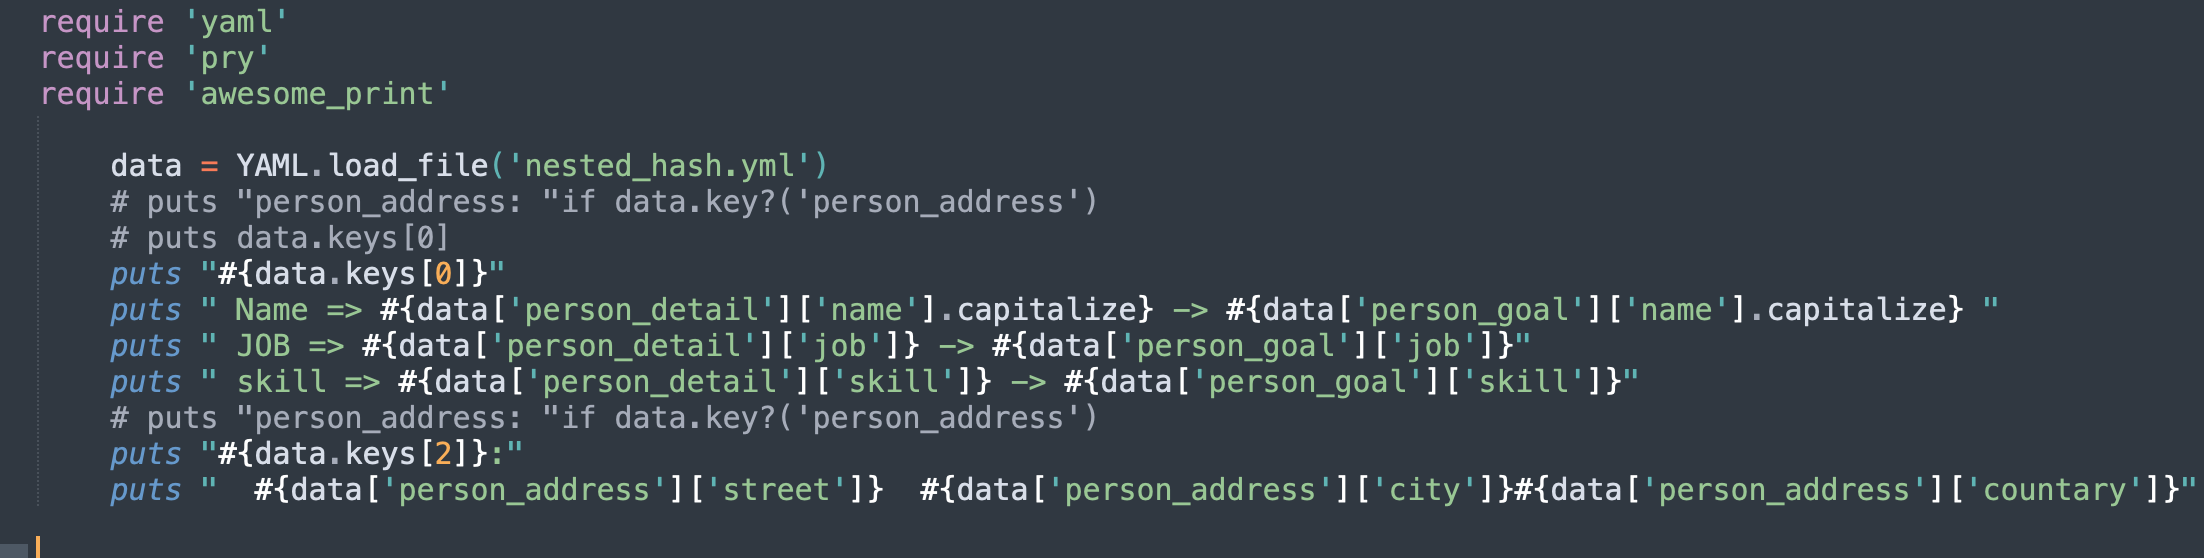 require 'yaml'
require 'pry'
require 'awesome_print'
data = YAML.load_file('nested_hash.yml')
# puts "person_address: "if data.key?('person_address')
# puts data.keys[0]
puts "#{data.keys[0]}"
puts " Name => #{data['person_detail']['name'].capitalize} -> #{data['person_goal']['name'].capitalize} "
puts " JOB => #{data['person_detail']['job']} -> #{data['person_goal']['job']}"
puts " skill => #{data['person_detail']['skill']} -> #{data['person_goal']['skill']}"
# puts "person_address: "if data.key?('person_address')
puts "#{data.keys[2]}:"
puts "  #{data['person_address']['street']}  #{data['person_address']['city']}#{data['person_address']['countary']}"